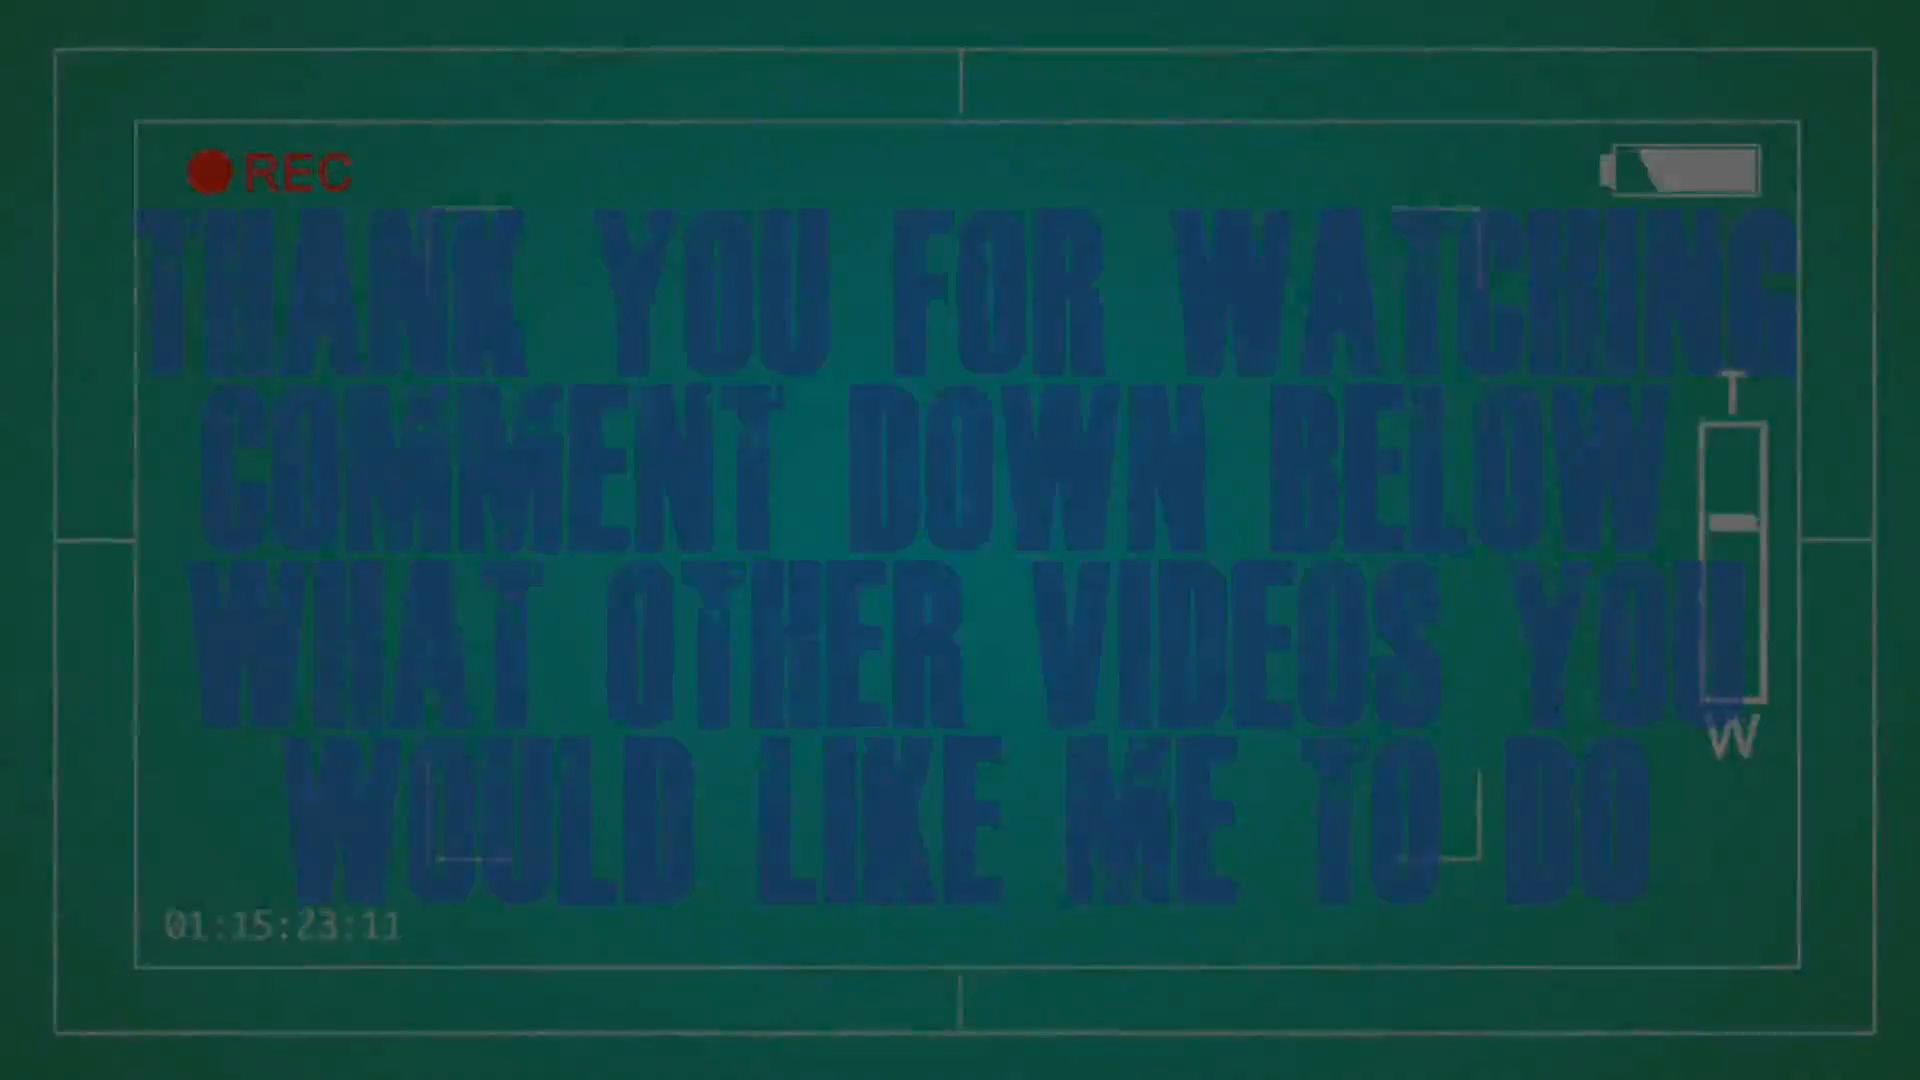 REC
THANK YOU FOR WATCHING
T
COMMENT DOWN BELOW
WHAT OTHER VIDEOS YOU
W
WOULD LIKE ME TO DO
01:15:23:11